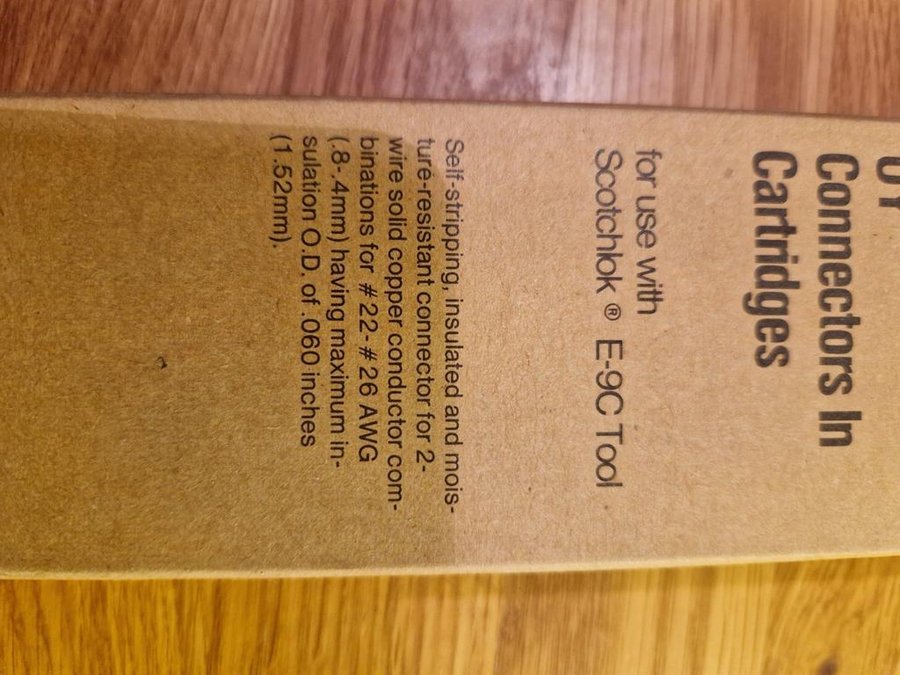 Connectors In
Cartridges
for use with
Scotchlok ® E-9C Tool
Self-stripping, insulated and mois-
ture-resistant connector for 2-
wire solid copper conductor com-
binations for #22-#26 AWG
(.8-.4mm) having maximum in-
sulation O.D. of .060 inches
(1.52mm).